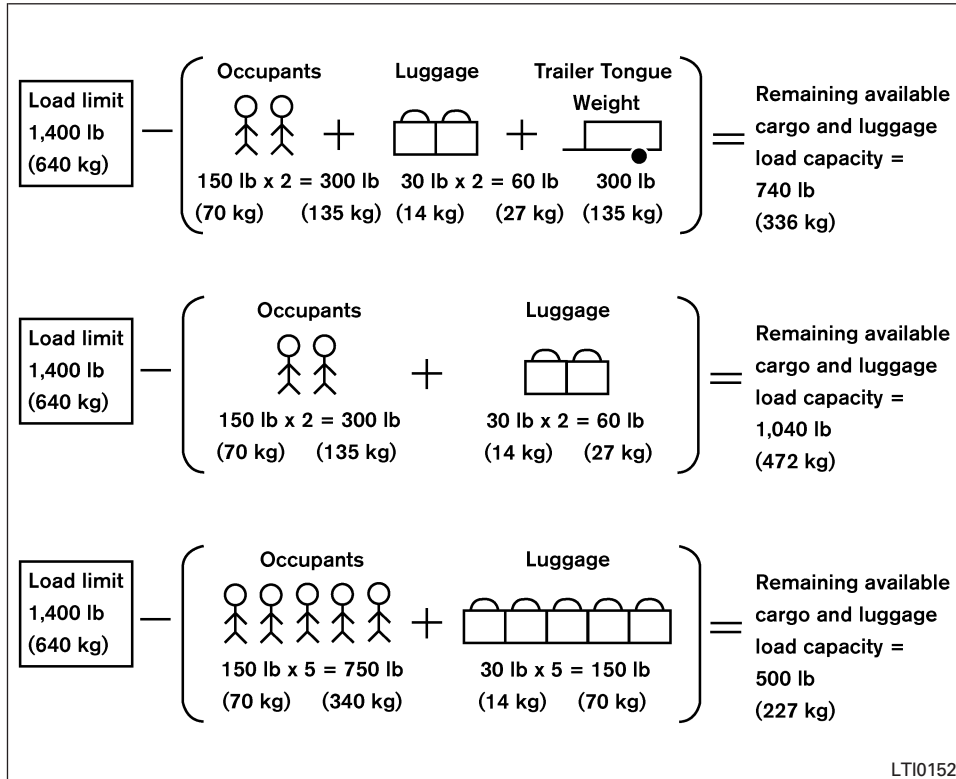 Load limit
1,400 lb
(640 kg)
—
Occupants
150 lb x 2 = 300 lb
(70 kg) (135 kg)
+
Luggage
30 lb x 2 = 60 lb
(14 kg) (27 kg)
+
Trailer Tongue
Weight
300 lb
(135 kg)
=
Remaining available
cargo and luggage
load capacity =
740 lb
(336 kg)
Load limit
1,400 lb
(640 kg)
—
Occupants
150 lb x 2 = 300 lb
(70 kg) (135 kg)
+
Luggage
30 lb x 2 = 60 lb
(14 kg) (27 kg)
=
Remaining available
cargo and luggage
load capacity =
1,040 lb
(472 kg)
Load limit
1,400 lb
(640 kg)
—
Occupants
150 lb x 5 = 750 lb
(70 kg) (340 kg)
+
Luggage
30 lb x 5 = 150 lb
(14 kg) (70 kg)
=
Remaining available
cargo and luggage
load capacity =
500 lb
(227 kg)
LTI0152